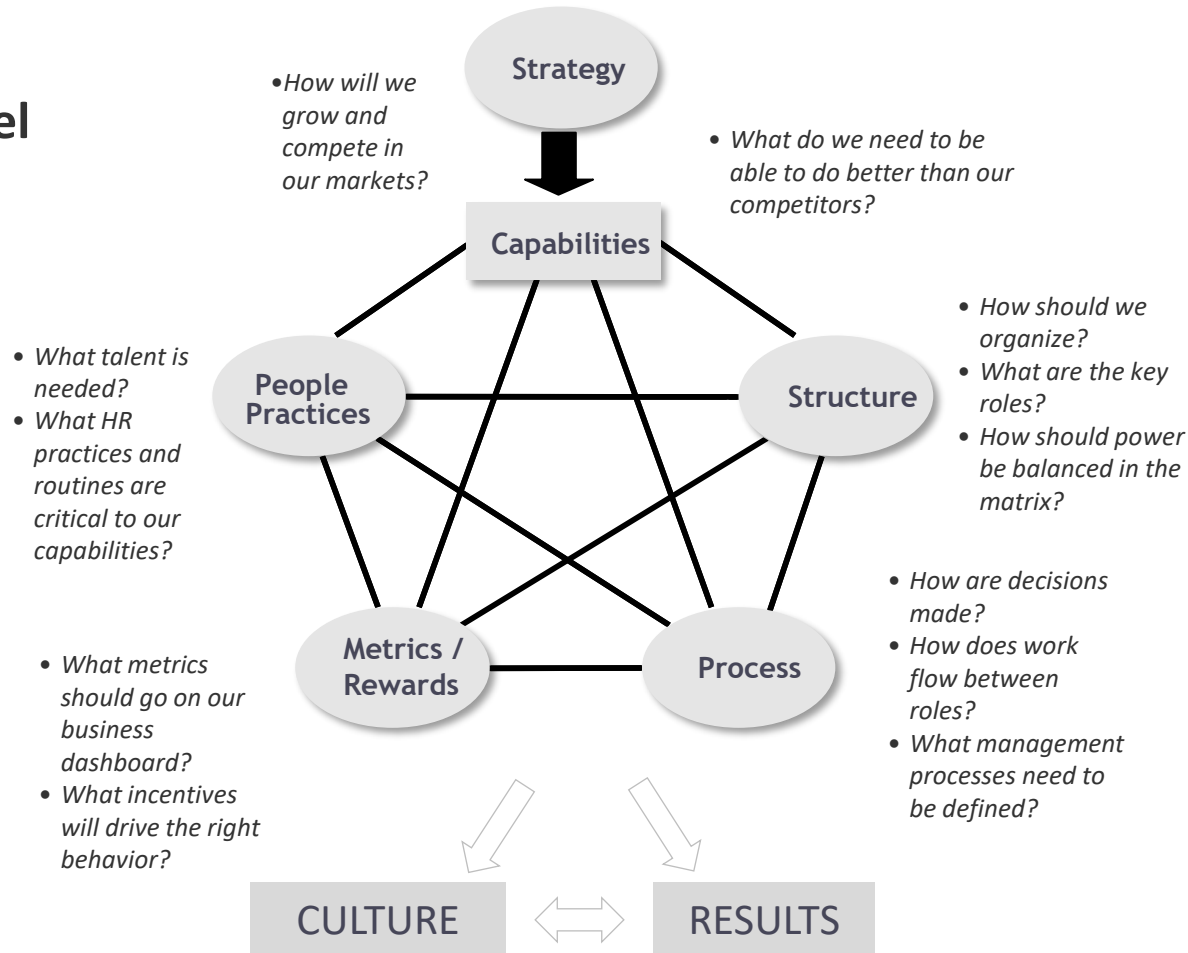 el
Strategy
•How will we
grow and
compete in
our markets?
• What do we need to be
able to do better than our
competitors?
Capabilities
• How should we
organize?
• What are the key
roles?
• How should power
be balanced in the
matrix?
• What talent is
needed?
• What HR
practices and
routines are
critical to our
capabilities?
People
Practices
Structure
• How are decisions
made?
• How does work
flow between
roles?
• What management
processes need to
be defined?
Metrics /
Rewards
Process
• What metrics
should go on our
business
dashboard?
• What incentives
will drive the right
behavior?
CULTURE
RESULTS